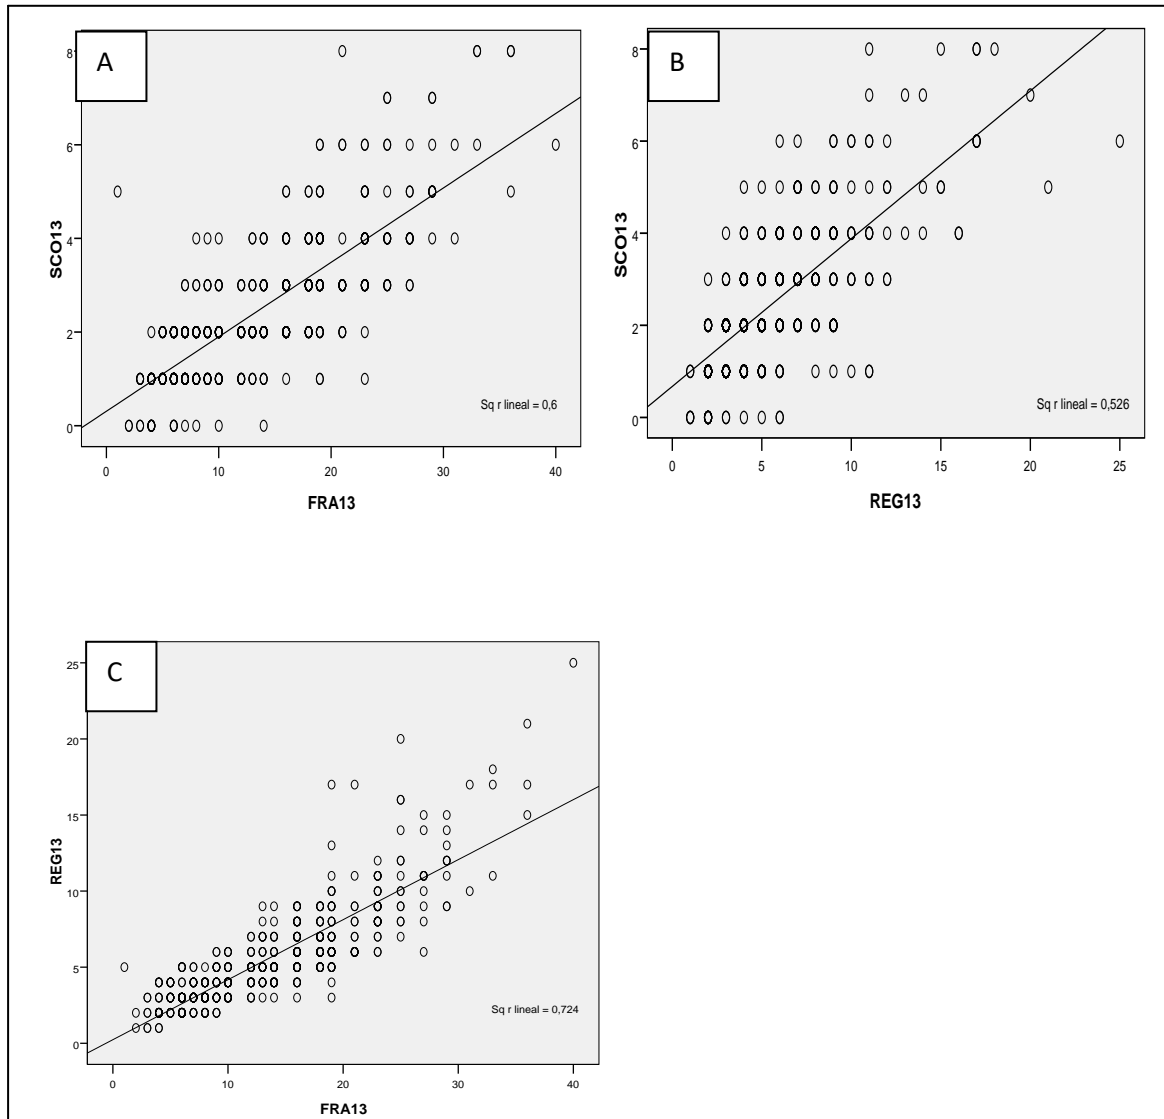 A
8
6
4
2
0
SCO13
Sq r lineal = 0,6
0 10 20 30 40
FRA13
B
8
6
4
2
0
SCO13
Sq r lineal = 0,526
0 5 10 15 20 25
REG13
C
25
20
15
10
5
0
REG13
Sq r lineal = 0,724
0 10 20 30 40
FRA13